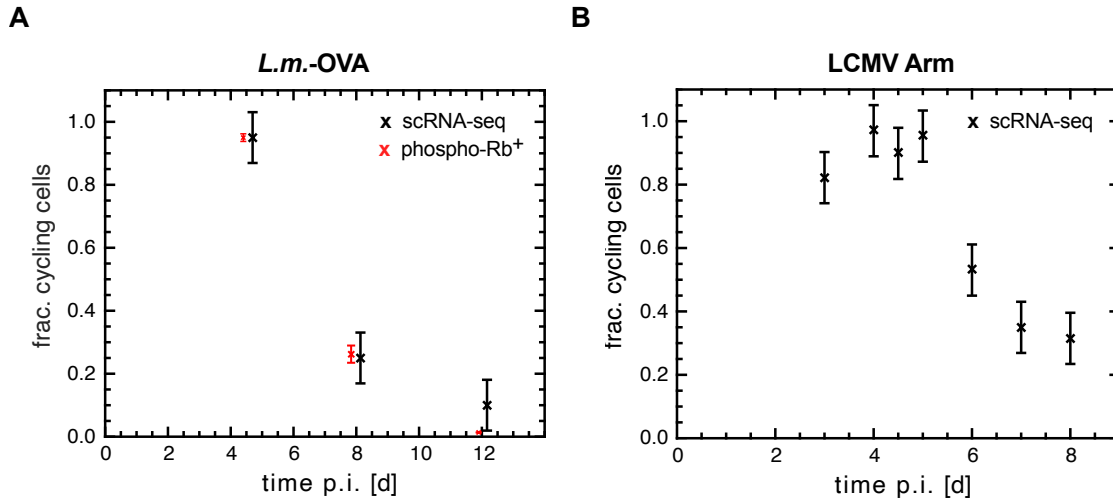 A
B
L.m.-OVA
LCMV Arm
x scRNA-seq
x phospho-Rb+
x scRNA-seq
frac. cycling cells
1.0
0.8
0.6
0.4
0.2
0.0
0 2 4 6 8 10 12
time p.i. [d]
frac. cycling cells
1.0
0.8
0.6
0.4
0.2
0.0
0 2 4 6 8
time p.i. [d]